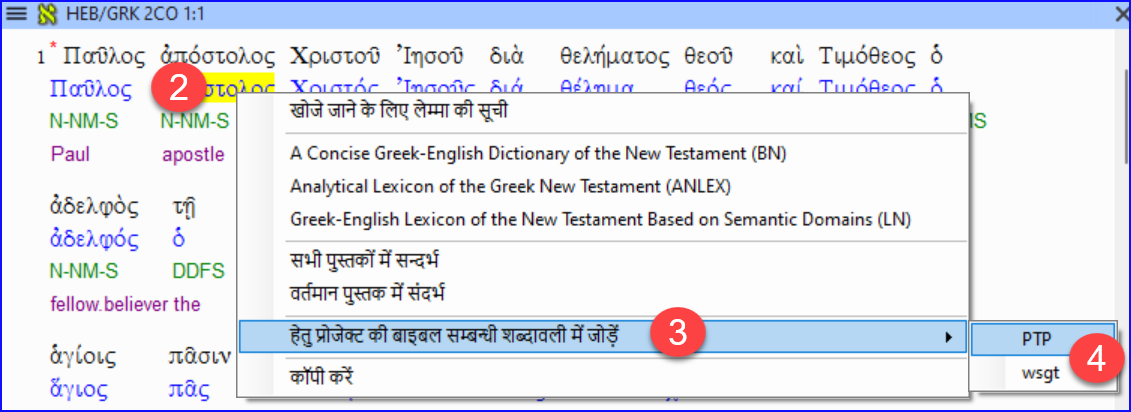 HEB/GRK 2CO 1:1
1 * Παῦλος ἀπόστολος Χριστοῦ Ἰησοῦ διὰ θελήματος θεοῦ καὶ Τιμόθεος ὁ
Παῦλος 2 στολος Χριστός Ἰησοῦς διά θέλημα θεός καί Τιμόθεος ὁ
N-NM-S N-NM-S MS
Paul apostle
खोजे जाने के लिए लेम्मा की सूची
A Concise Greek-English Dictionary of the New Testament (BN)
Analytical Lexicon of the Greek New Testament (ANLEX)
Greek-English Lexicon of the New Testament Based on Semantic Domains (LN)
सभी पुस्तकों में सन्दर्भ
वर्तमान पुस्तक में संदर्भ
हेतु प्रोजेक्ट की बाइबल सम्बन्धी शब्दावली में जोड़ें 3
कॉपी करें
PTP
4
wsgt
ἀδελφὸς τῇ
ἀδελφός ὁ
N-NM-S DDFS
fellow.believer the
ἁγίοις πᾶσιν
ἅγιος πᾶς